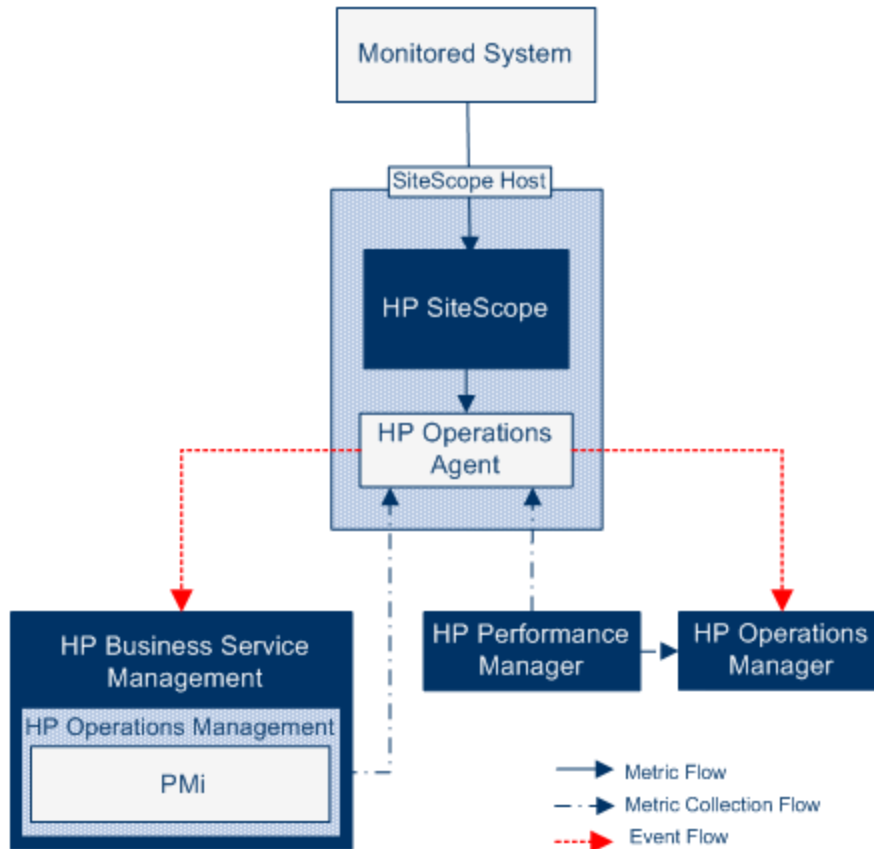 Monitored System
SiteScope Host
HP SiteScope
HP Operations
Agent
HP Business Service
Management
HP Operations Management
PMi
HP Performance
Manager
HP Operations
Manager
Metric Flow
Metric Collection Flow
Event Flow